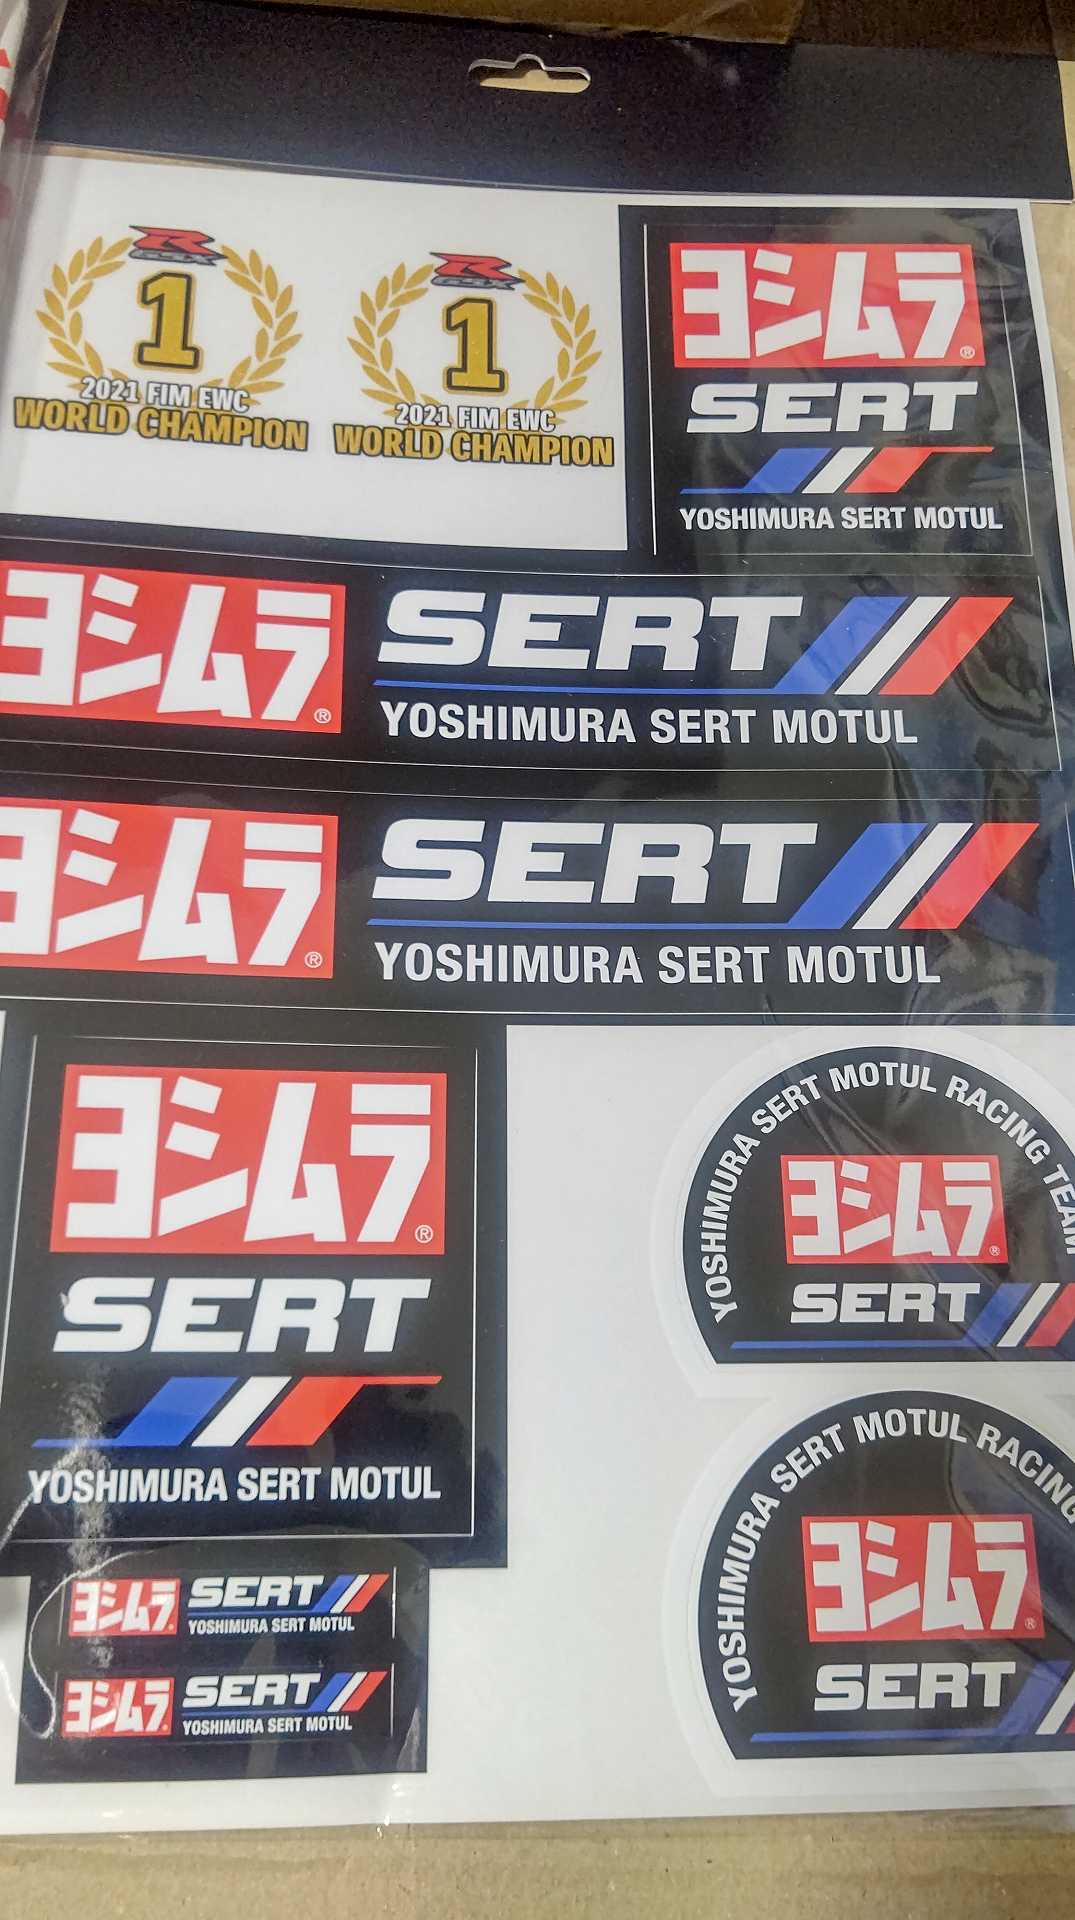 R
GSX-R
1
2021 FIM EWC
WORLD CHAMPION
R
GSX-R
1
2021 FIM EWC
WORLD CHAMPION
ヨシムラ®
SERT
YOSHIMURA SERT MOTUL
ヨシムラ®
SERT
YOSHIMURA SERT MOTUL
ヨシムラ®
SERT
YOSHIMURA SERT MOTUL
ヨシムラ®
SERT
YOSHIMURA SERT MOTUL
YOSHIMURA SERT MOTUL RACING TEAM
ヨシムラ®
SERT
YOSHIMURA SERT MOTUL RACING
ヨシムラ®
SERT
ヨシムラ®
SERT
YOSHIMURA SERT MOTUL
ヨシムラ®
SERT
YOSHIMURA SERT MOTUL